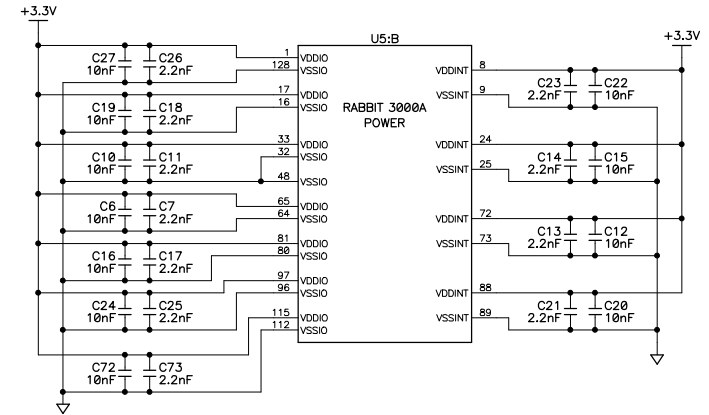 +3.3V
U5:B
+3.3V
C27 C26 1 VDDIO
10nF 2.2nF 128 VSSIO
VDDINT 8
C23 C22
2.2nF 10nF
VSSINT 9
C19 C18 17 VDDIO
10nF 2.2nF 16 VSSIO
RABBIT 3000A
POWER
C10 C11 33 VDDIO
10nF 2.2nF 32 VSSIO
48 VSSIO
VDDINT 24
C14 C15
2.2nF 10nF
VSSINT 25
C6 C7 65 VDDIO
10nF 2.2nF 64 VSSIO
VDDINT 72
C13 C12
2.2nF 10nF
VSSINT 73
C16 C17 81 VDDIO
10nF 2.2nF 80 VSSIO
C24 C25 97 VDDIO
10nF 2.2nF 96 VSSIO
VDDINT 88
C21 C20
2.2nF 10nF
VSSINT 89
115 VDDIO
112 VSSIO
C72 C73
10nF 2.2nF